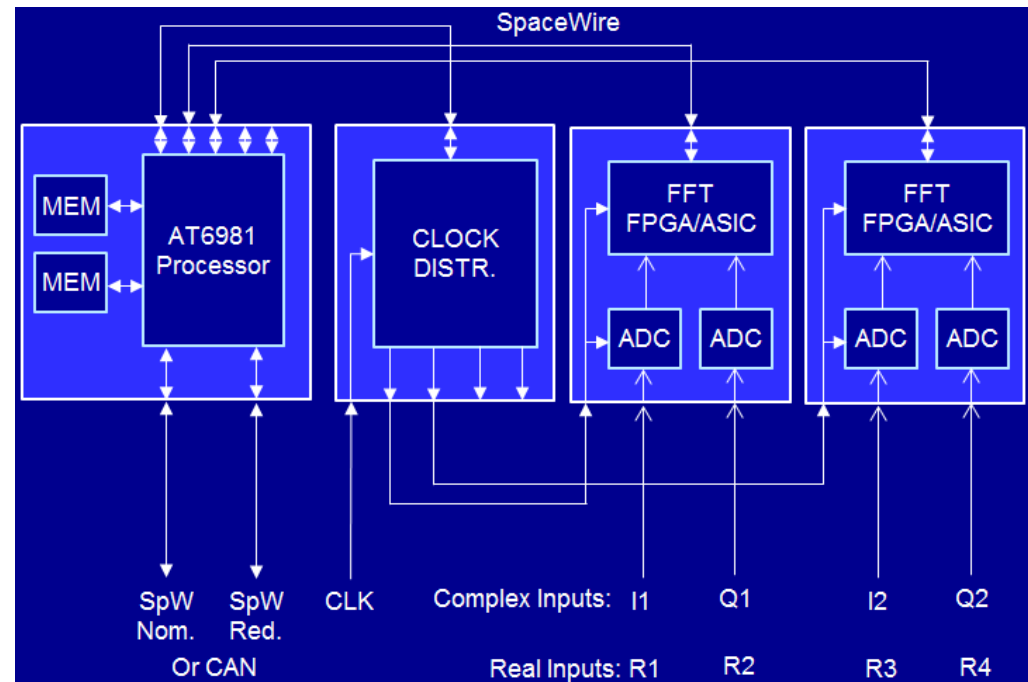 SpaceWire
MEM
MEM
AT6981
Processor
CLOCK
DISTR.
FFT
FPGA/ASIC
ADC
ADC
FFT
FPGA/ASIC
ADC
ADC
SpW
Nom.
SpW
Red.
Or CAN
CLK
Complex Inputs: I1 Q1 I2 Q2
Real Inputs: R1 R2 R3 R4